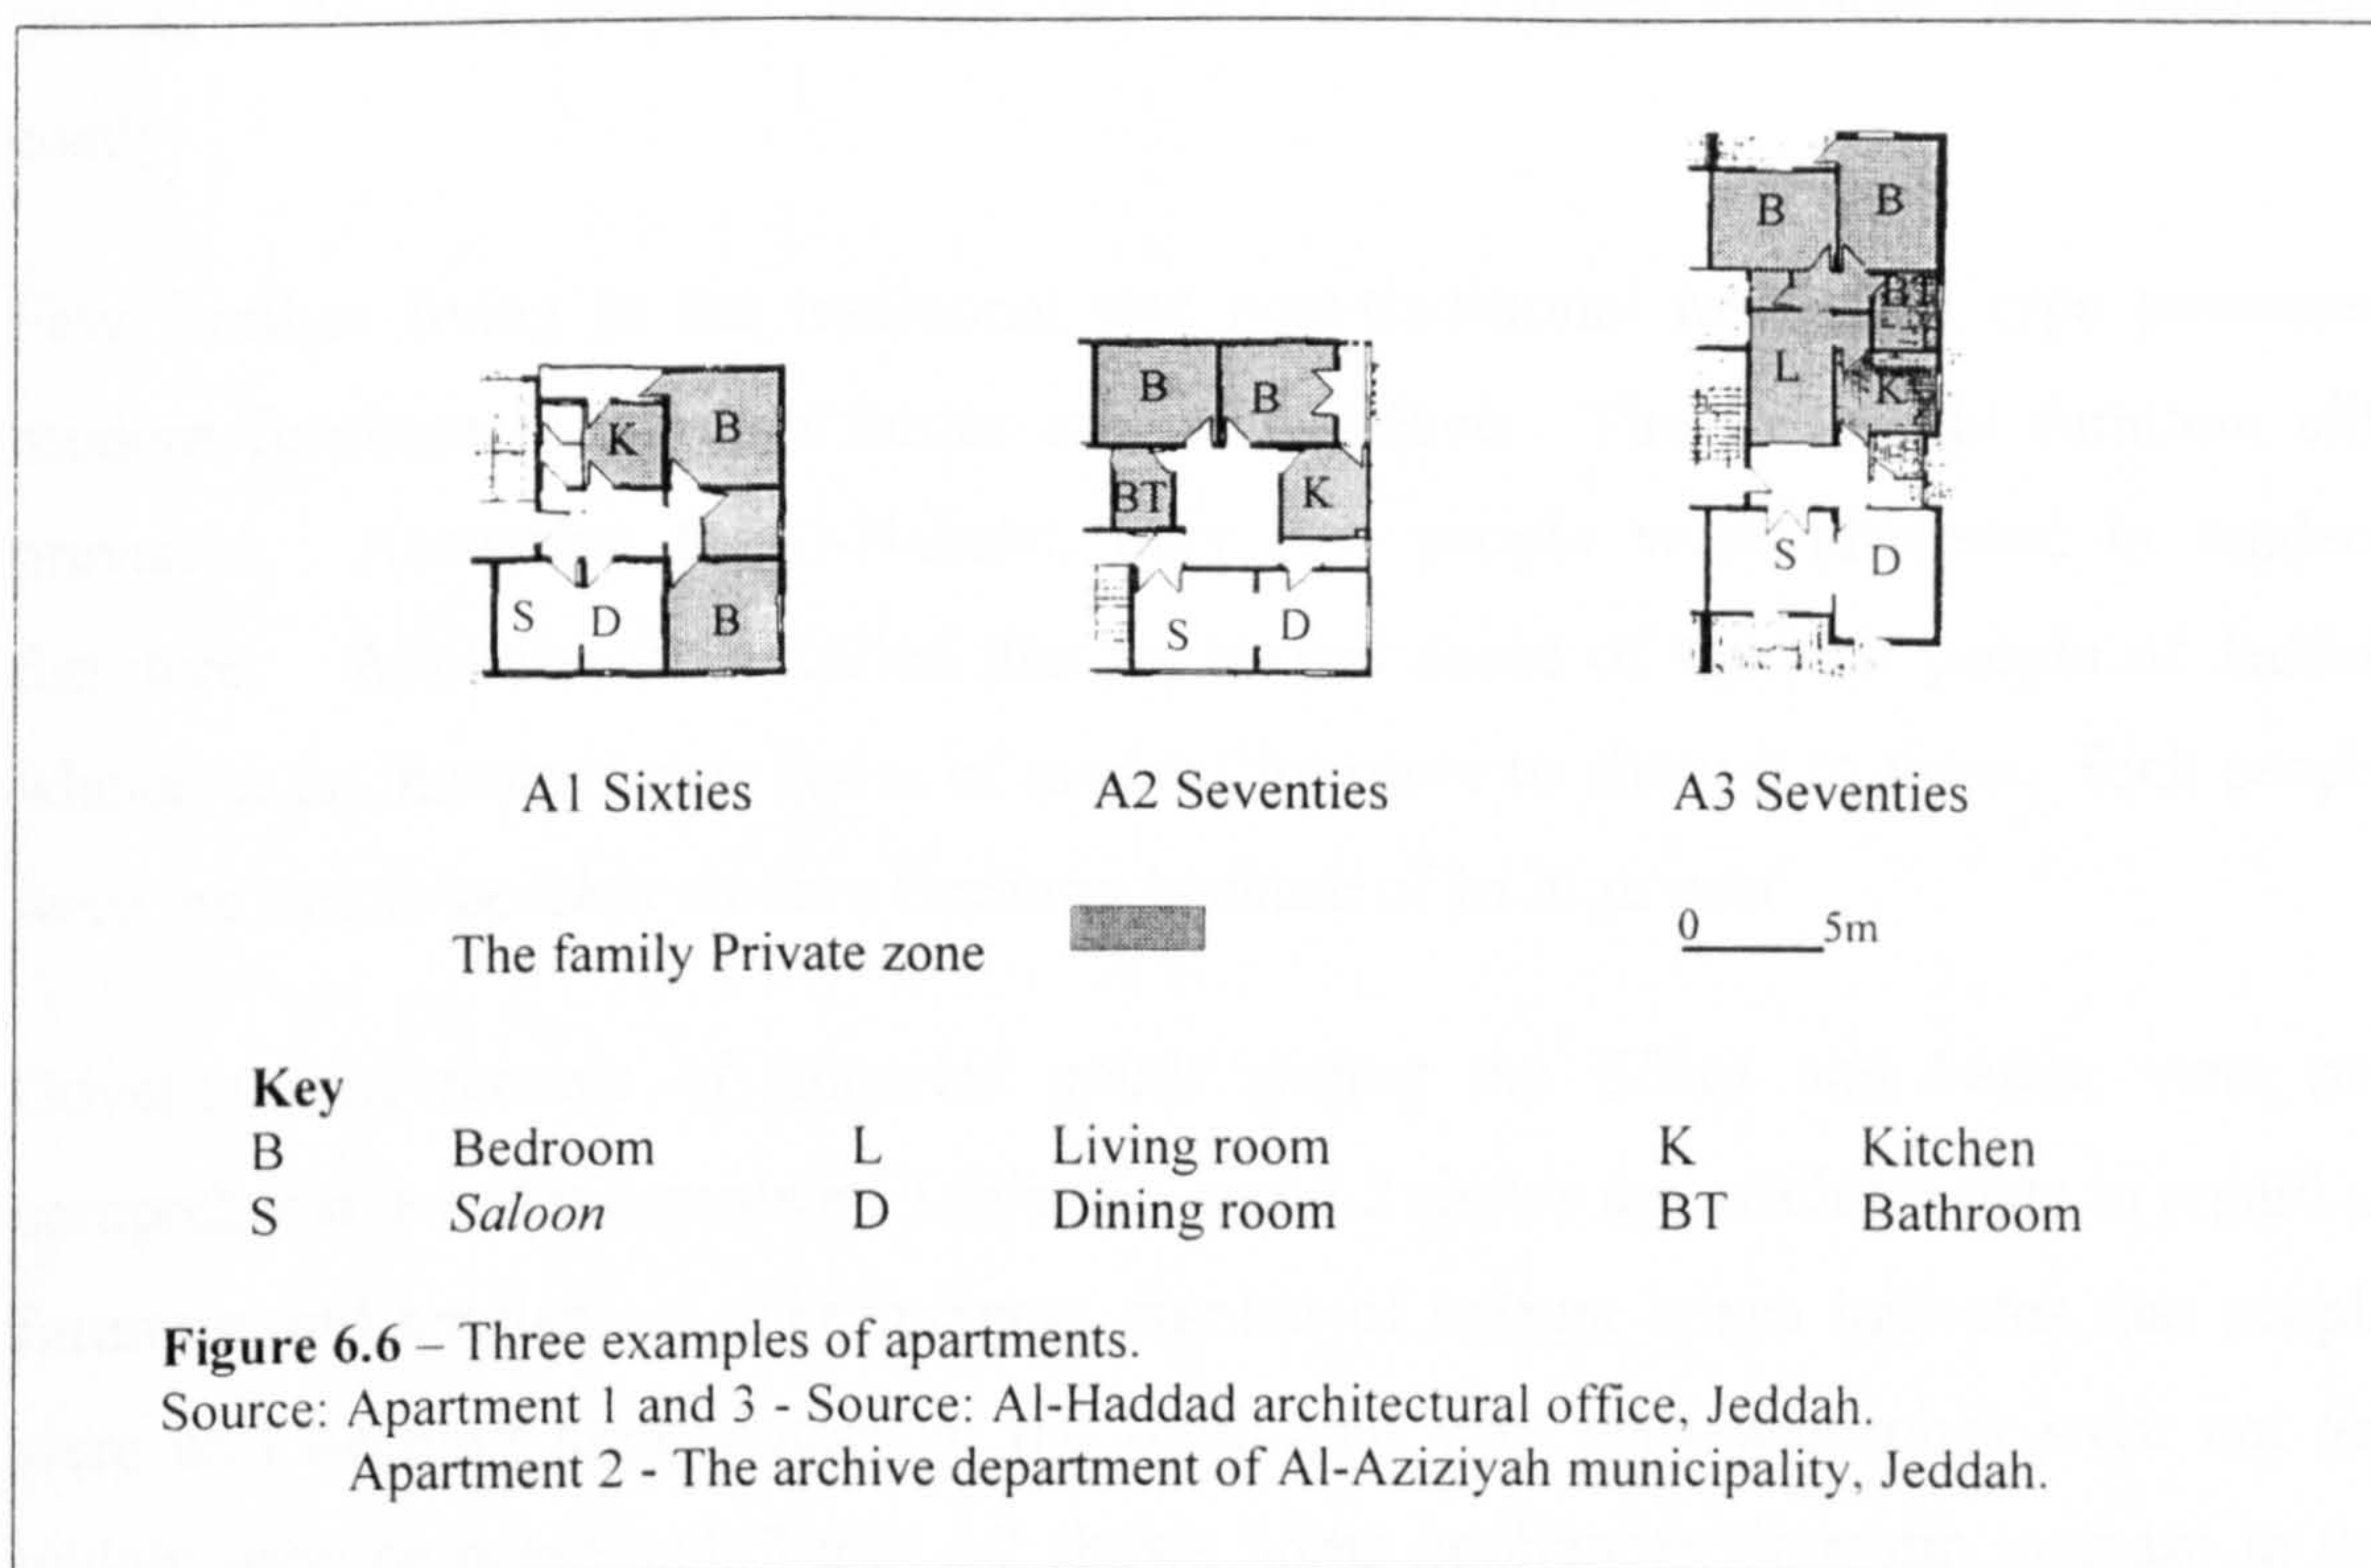 B B
B K B B B BT
BT K L K
S D B S D S D
A1 Sixties A2 Seventies A3 Seventies
The family Private zone 0 5m
Key
B Bedroom L Living room K Kitchen
S Saloon D Dining room BT Bathroom
Figure 6.6 – Three examples of apartments.
Source: Apartment 1 and 3 - Source: Al-Haddad architectural office, Jeddah.
Apartment 2 - The archive department of Al-Aziziyah municipality, Jeddah.